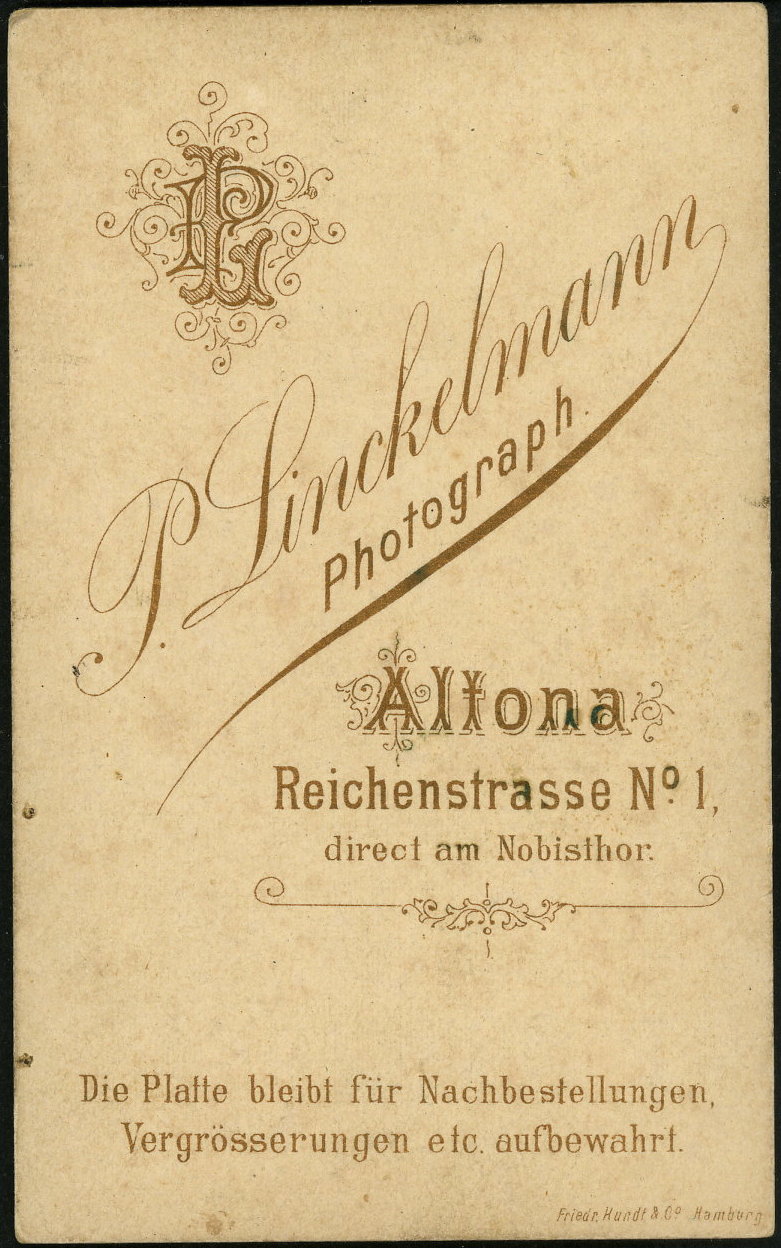 PL
P. Linckelmann
Photograph.
Altona
Reichenstrasse Nº 1,
direct am Nobisthor.
Die Platte bleibt für Nachbestellungen,
Vergrösserungen etc. aufbewahrt.
Friedr. Hundt & Cº Hamburg